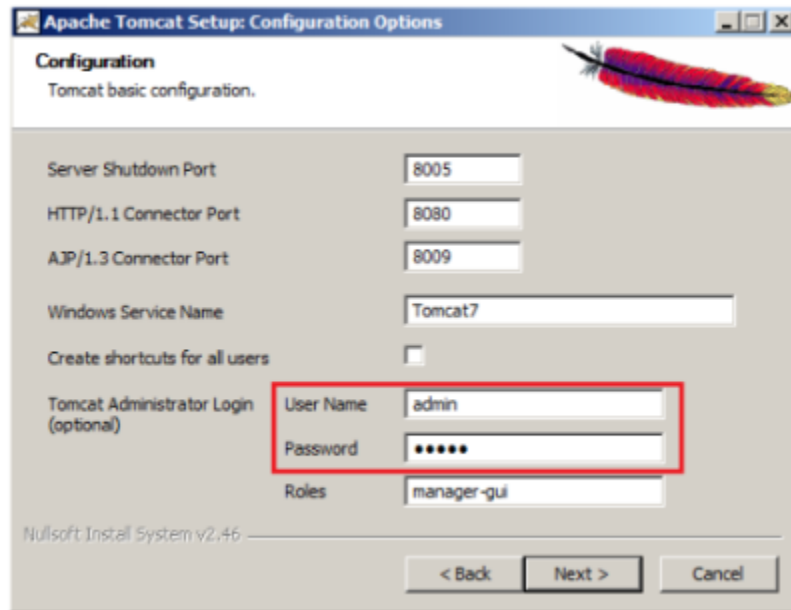 Apache Tomcat Setup: Configuration Options
Configuration
Tomcat basic configuration.
Server Shutdown Port 8005
HTTP/1.1 Connector Port 8080
AJP/1.3 Connector Port 8009
Windows Service Name Tomcat7
Create shortcuts for all users
Tomcat Administrator Login User Name admin
(optional)
Password •••••
Roles manager-gui
Nullsoft Install System v2.46
< Back Next > Cancel